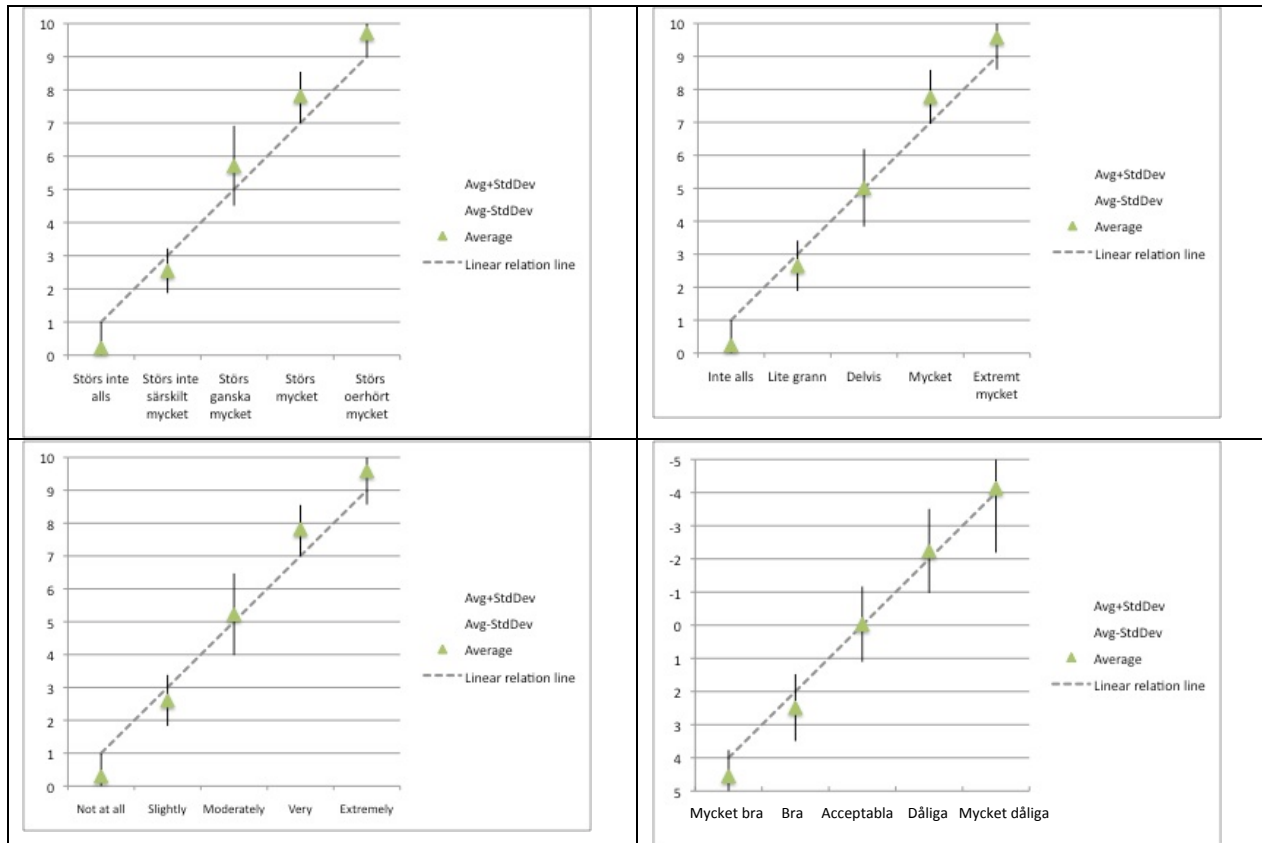 10
9
8
7
6
5
4
3
2
1
0
Störs inte
alls
Störs inte
särskilt
mycket
Störs
ganska
mycket
Störs
mycket
Störs
oerhört
mycket
Avg+StdDev
Avg-StdDev
Average
Linear relation line
10
9
8
7
6
5
4
3
2
1
0
Inte alls
Lite grann
Delvis
Mycket
Extremt
mycket
Avg+StdDev
Avg-StdDev
Average
Linear relation line
10
9
8
7
6
5
4
3
2
1
0
Not at all
Slightly
Moderately
Very
Extremely
Avg+StdDev
Avg-StdDev
Average
Linear relation line
-5
-4
-3
-2
-1
0
1
2
3
4
5
Mycket bra
Bra
Acceptabla
Dåliga
Mycket dåliga
Avg+StdDev
Avg-StdDev
Average
Linear relation line